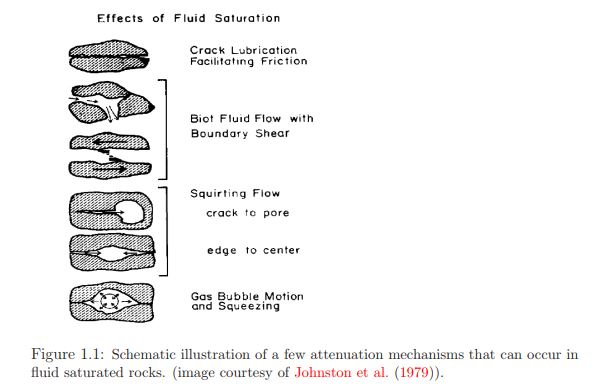 Effects of Fluid Saturation
Crack Lubrication
Facilitating Friction
Biot Fluid Flow with
Boundary Shear
Squirting Flow
crack to pore
edge to center
Gas Bubble Motion
and Squeezing
Figure 1.1: Schematic illustration of a few attenuation mechanisms that can occur in
fluid saturated rocks. (image courtesy of Johnston et al. (1979)).